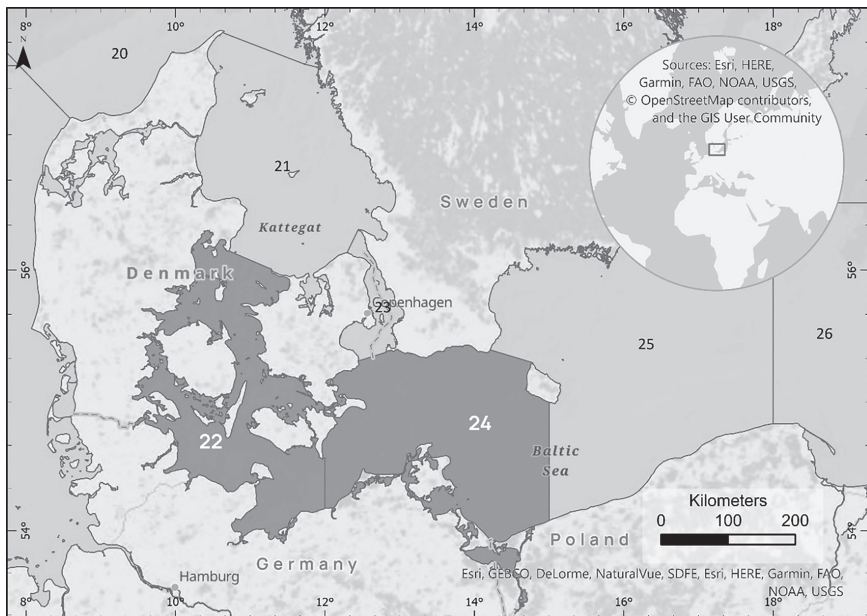 8° 10° 12° 14° 16° 18°
N
20
Sources: Esri, HERE,
Garmin, FAO, NOAA, USGS,
© OpenStreetMap contributors,
and the GIS User Community
21
Sweden
Kattegat
56° Denmark 56°
Copenhagen
23
25
26
24
22
Baltic
Sea
Kilometers
0 100 200
54° 54°
Poland
Germany
Hamburg
Esri, GEBCO, DeLorme, NaturalVue, SDFE, Esri, HERE, Garmin, FAO,
NOAA, USGS
8° 10° 12° 14° 16° 18°